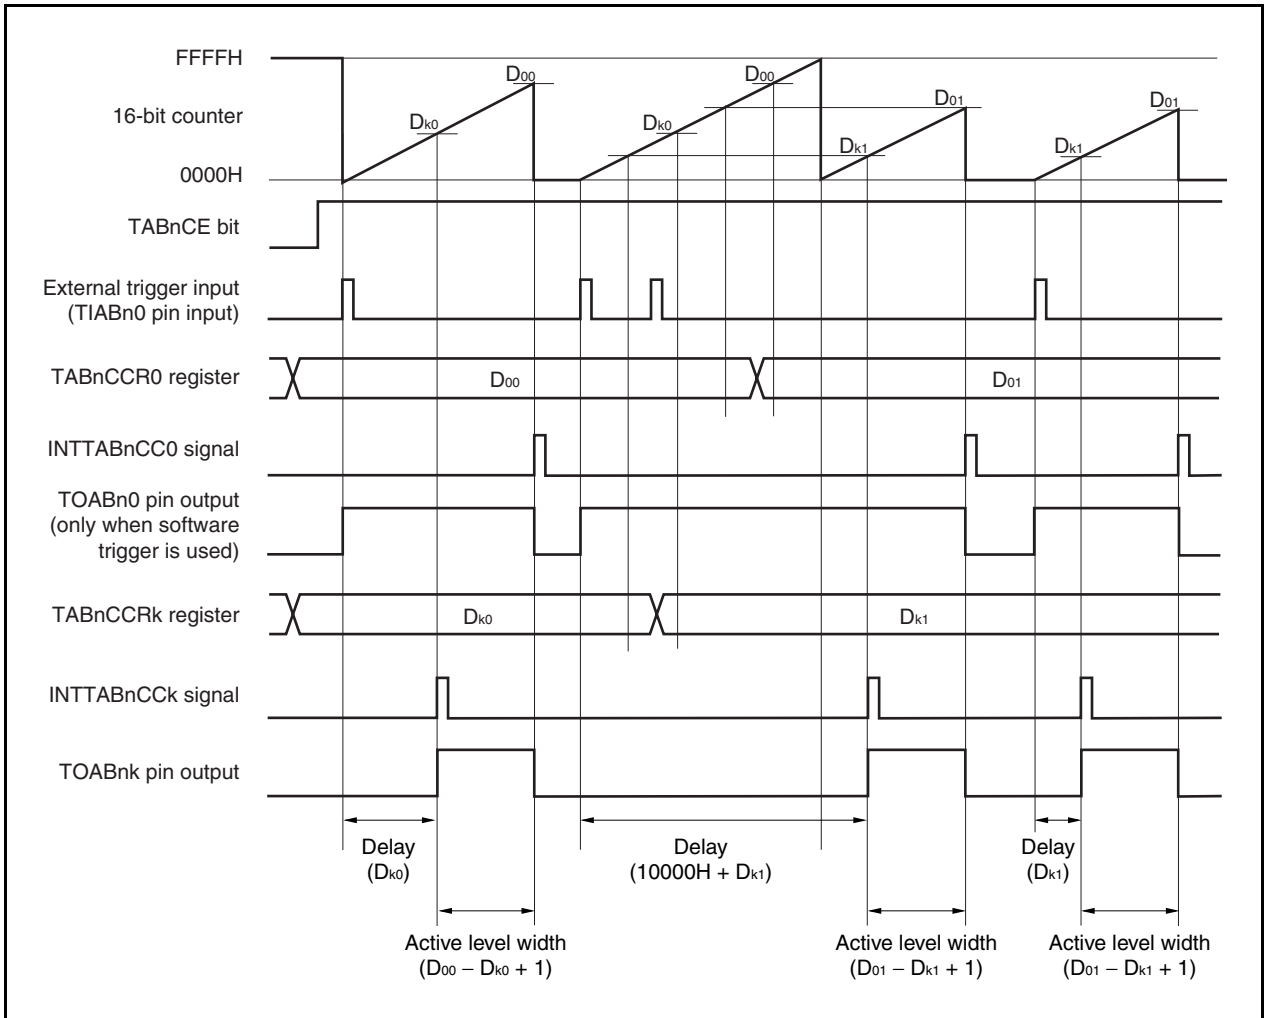 FFFFH
D00
D00
16-bit counter
Dk0
Dk0
D01
D01
Dk1
Dk1
0000H
TABnCE bit
External trigger input
(TIABn0 pin input)
TABnCCR0 register
D00
D01
INTTABnCC0 signal
TOABn0 pin output
(only when software
trigger is used)
TABnCCRk register
Dk0
Dk1
INTTABnCCk signal
TOABnk pin output
Delay
(Dk0)
Delay
(10000H + Dk1)
Delay
(Dk1)
Active level width
(D00 − Dk0 + 1)
Active level width
(D01 − Dk1 + 1)
Active level width
(D01 − Dk1 + 1)